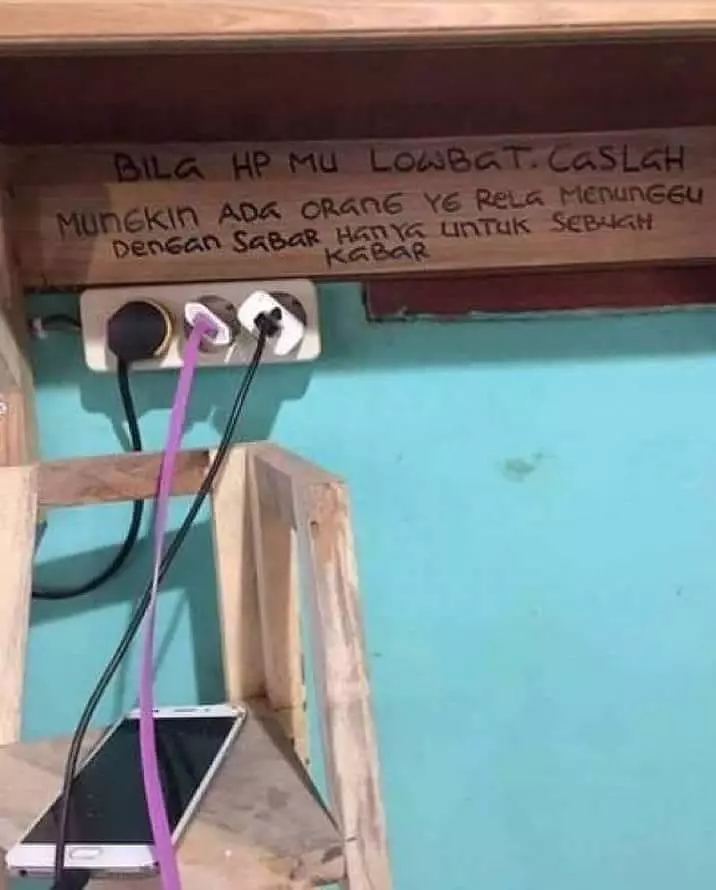 BILA HP MU LOWBAT. CASLAH
MUNGKIN ADA ORANG YG RELA MENUNGGU
DENGAN SABAR HANYA UNTUK SEBUAH
KABAR